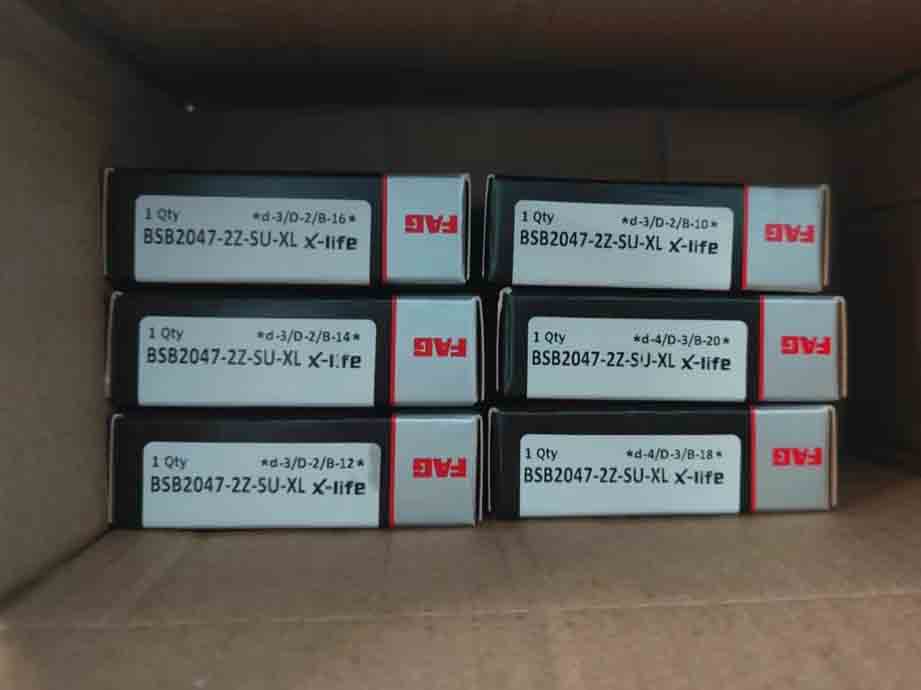 1 Qty *d-3/D-2/B-16*
BSB2047-2Z-SU-XL X-life
FAG
1 Qty *d-3/D-2/B-10*
BSB2047-2Z-SU-XL X-life
FAG
1 Qty *d-3/D-2/B-14*
BSB2047-2Z-SU-XL X-life
FAG
1 Qty *d-4/D-3/B-20*
BSB2047-2Z-SU-XL X-life
FAG
1 Qty *d-3/D-2/B-12*
BSB2047-2Z-SU-XL X-life
FAG
1 Qty *d-4/D-3/B-18*
BSB2047-2Z-SU-XL X-life
FAG